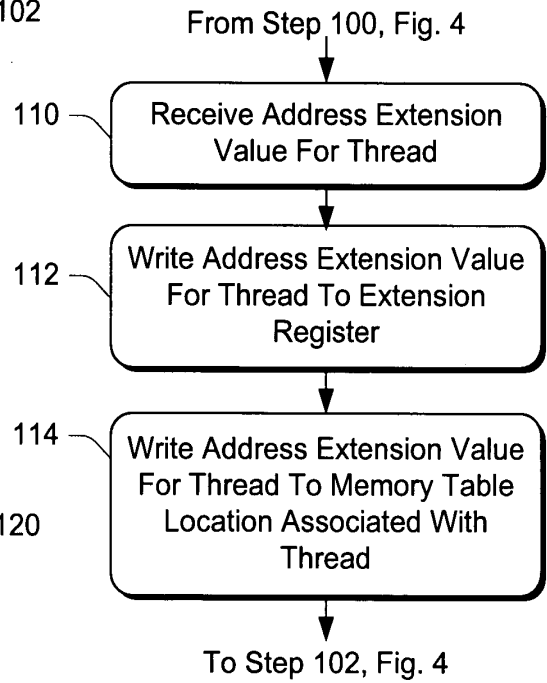 102
From Step 100, Fig. 4
110
Receive Address Extension
Value For Thread
112
Write Address Extension Value
For Thread To Extension
Register
114
Write Address Extension Value
For Thread To Memory Table
Location Associated With
Thread
120
To Step 102, Fig. 4